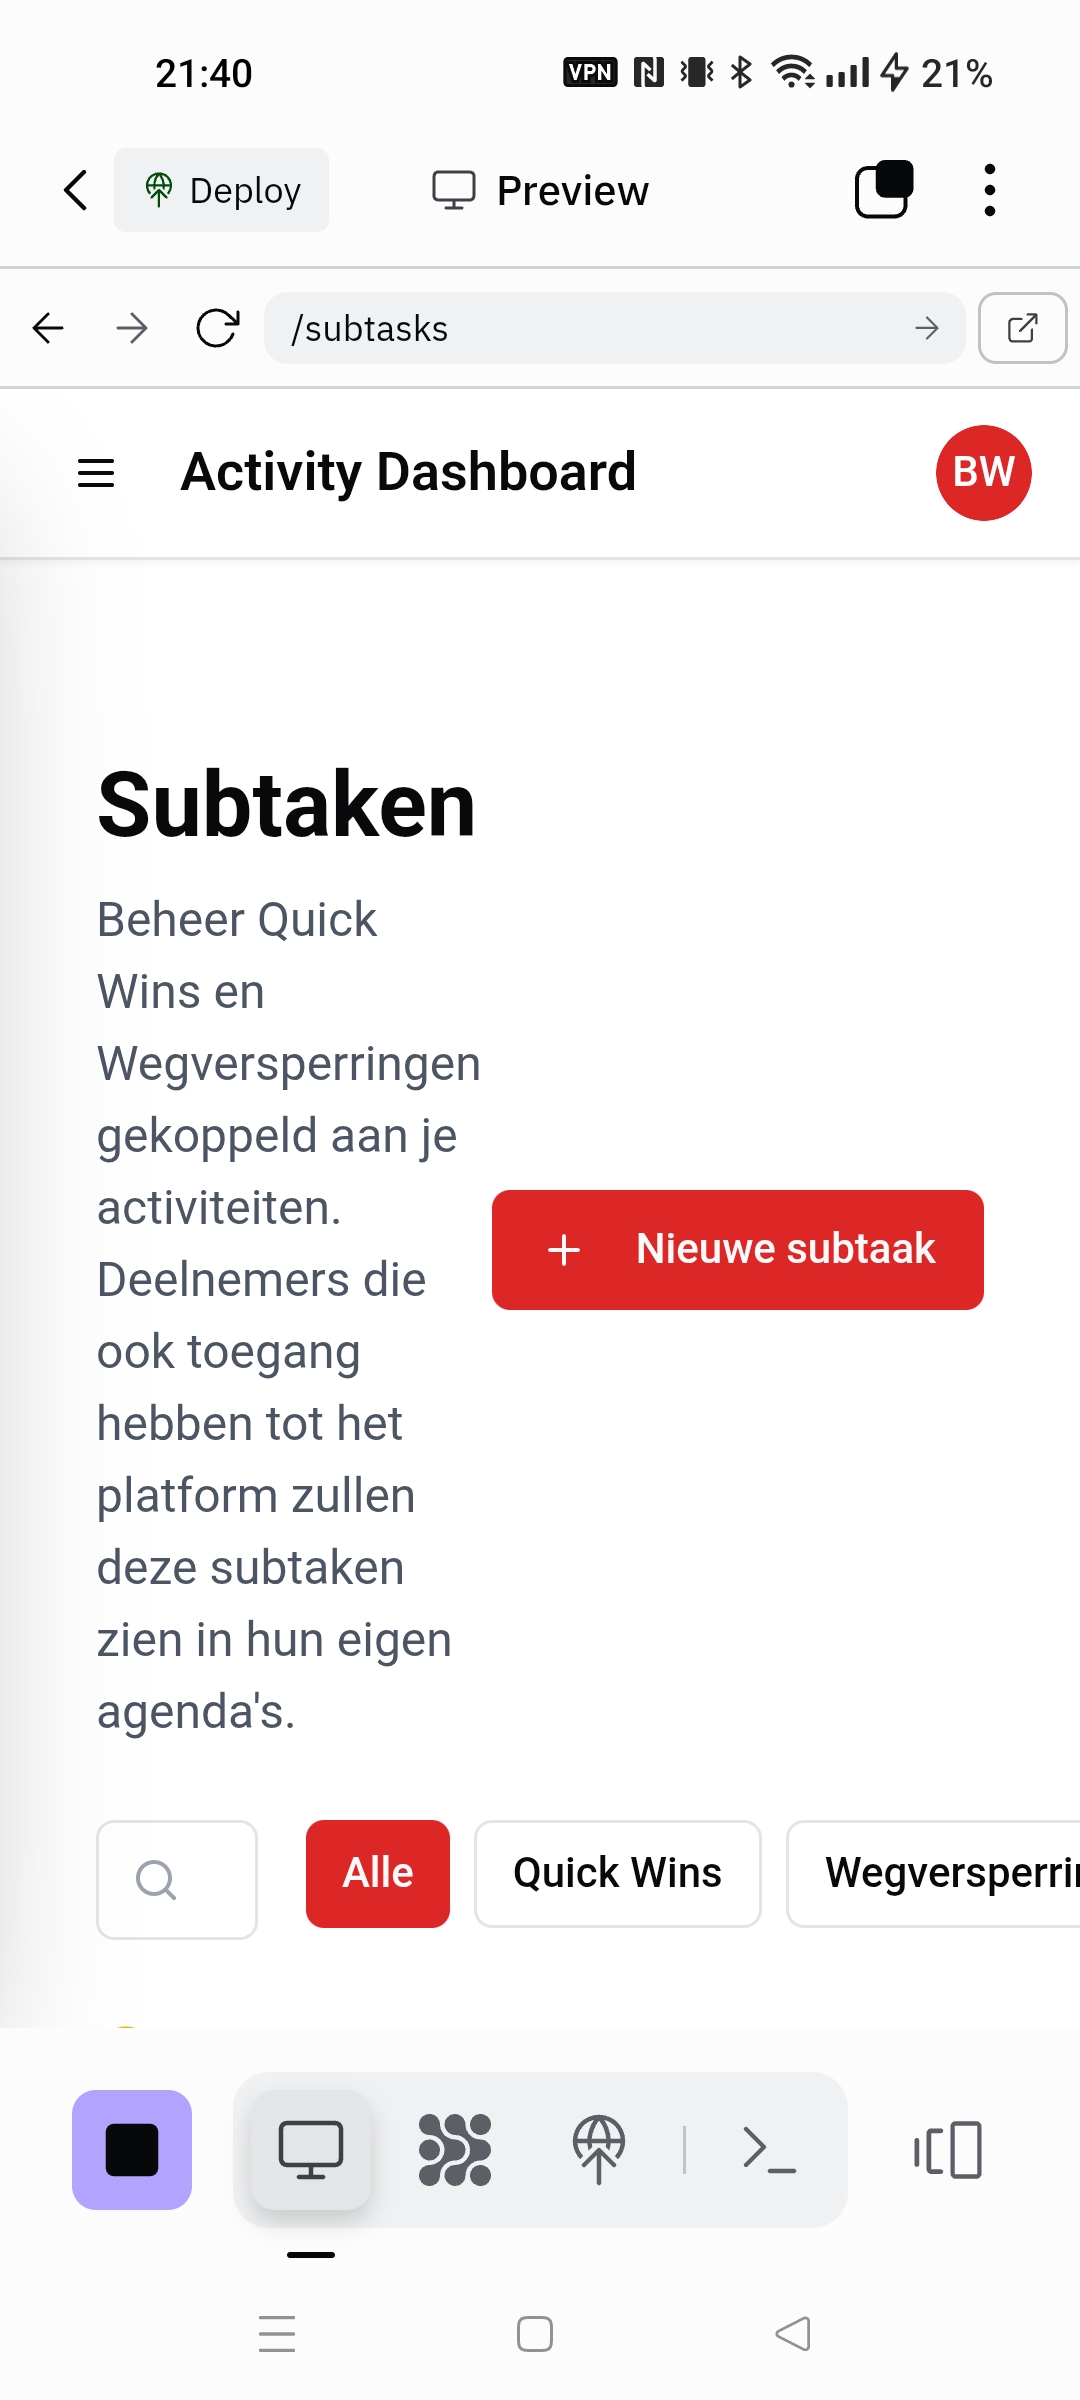 21:40
VPN
21%
Deploy
Preview
/subtasks
Activity Dashboard
BW
Subtaken
Beheer Quick
Wins en
Wegversperringen
gekoppeld aan je
activiteiten.
Deelnemers die
ook toegang
hebben tot het
platform zullen
deze subtaken
zien in hun eigen
agenda's.
Nieuwe subtaak
Alle
Quick Wins